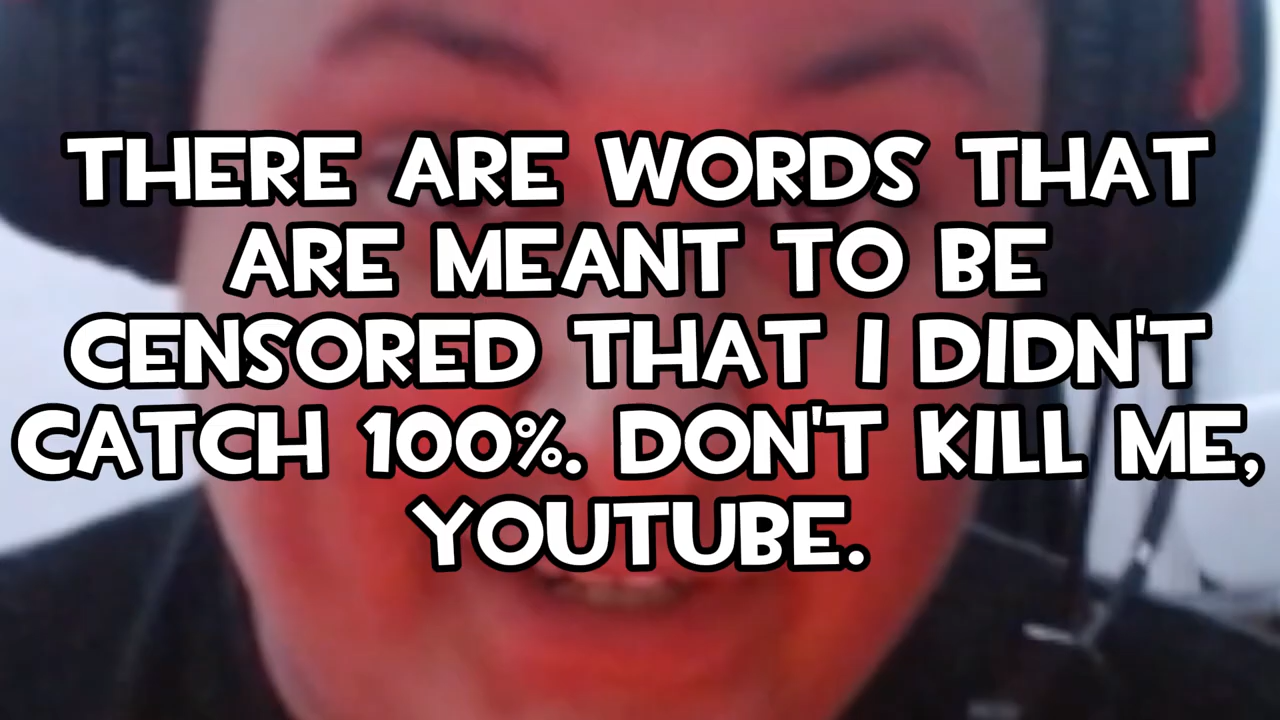 THERE ARE WORDS THAT
ARE MEANT TO BE
CENSORED THAT I DIDN'T
CATCH 100%. DON'T KILL ME,
YOUTUBE.